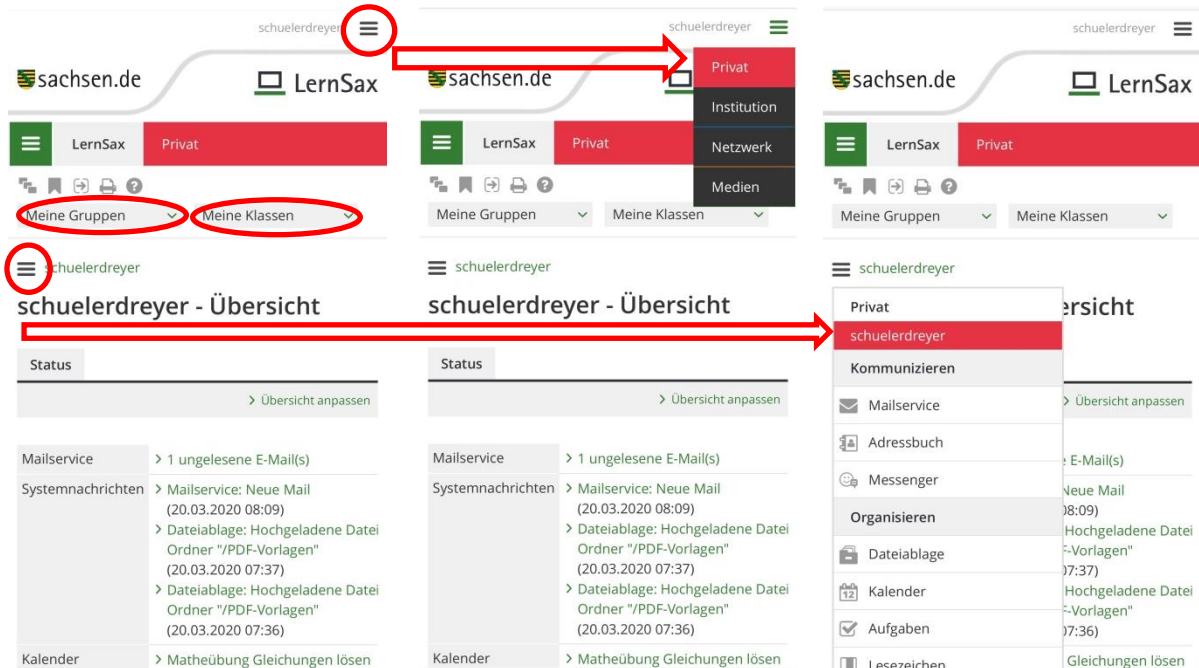 schuelerdreyer
sachsen.de
LernSax
LernSax Privat
Meine Gruppen Meine Klassen
schuelerdreyer
schuelerdreyer - Übersicht
Status
Übersicht anpassen
Mailservice 1 ungelesene E-Mail(s)
Systemnachrichten Mailservice: Neue Mail
(20.03.2020 08:09)
Dateiablage: Hochgeladene Datei
Ordner "/PDF-Vorlagen"
(20.03.2020 07:37)
Dateiablage: Hochgeladene Datei
Ordner "/PDF-Vorlagen"
(20.03.2020 07:36)
Kalender Matheübung Gleichungen lösen
schuelerdreyer
Privat
Institution
Netzwerk
Medien
sachsen.de
LernSax Privat
Meine Gruppen Meine Klassen
schuelerdreyer
schuelerdreyer - Übersicht
Status
Übersicht anpassen
Mailservice 1 ungelesene E-Mail(s)
Systemnachrichten Mailservice: Neue Mail
(20.03.2020 08:09)
Dateiablage: Hochgeladene Datei
Ordner "/PDF-Vorlagen"
(20.03.2020 07:37)
Dateiablage: Hochgeladene Datei
Ordner "/PDF-Vorlagen"
(20.03.2020 07:36)
Kalender Matheübung Gleichungen lösen
schuelerdreyer
sachsen.de
LernSax
LernSax Privat
Meine Gruppen Meine Klassen
schuelerdreyer
Privat
schuelerdreyer
Kommunizieren
Mailservice
Adressbuch
Messenger
Organisieren
Dateiablage
12 Kalender
Aufgaben
Lesezeichen
ersicht
Übersicht anpassen
E-Mail(s)
Neue Mail
08:09)
Hochgeladene Datei
F-Vorlagen"
07:37)
Hochgeladene Datei
F-Vorlagen"
07:36)
Gleichungen lösen